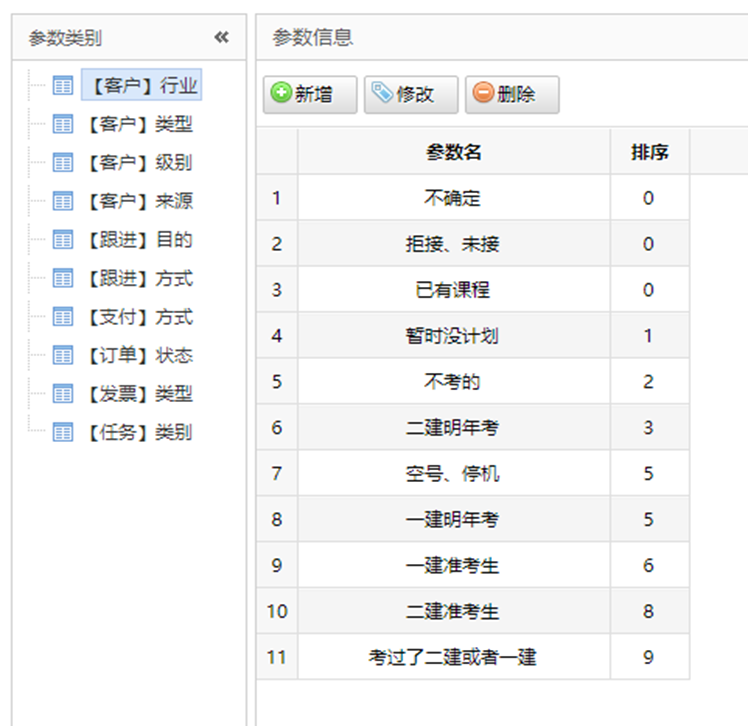 参数类别 «
【客户】行业
【客户】类型
【客户】级别
【客户】来源
【跟进】目的
【跟进】方式
【支付】方式
【订单】状态
【发票】类型
【任务】类别
参数信息
新增 修改 删除
参数名 排序
1 不确定 0
2 拒接、未接 0
3 已有课程 0
4 暂时没计划 1
5 不考的 2
6 二建明年考 3
7 空号、停机 5
8 一建明年考 5
9 一建准考生 6
10 二建准考生 8
11 考过了二建或者一建 9